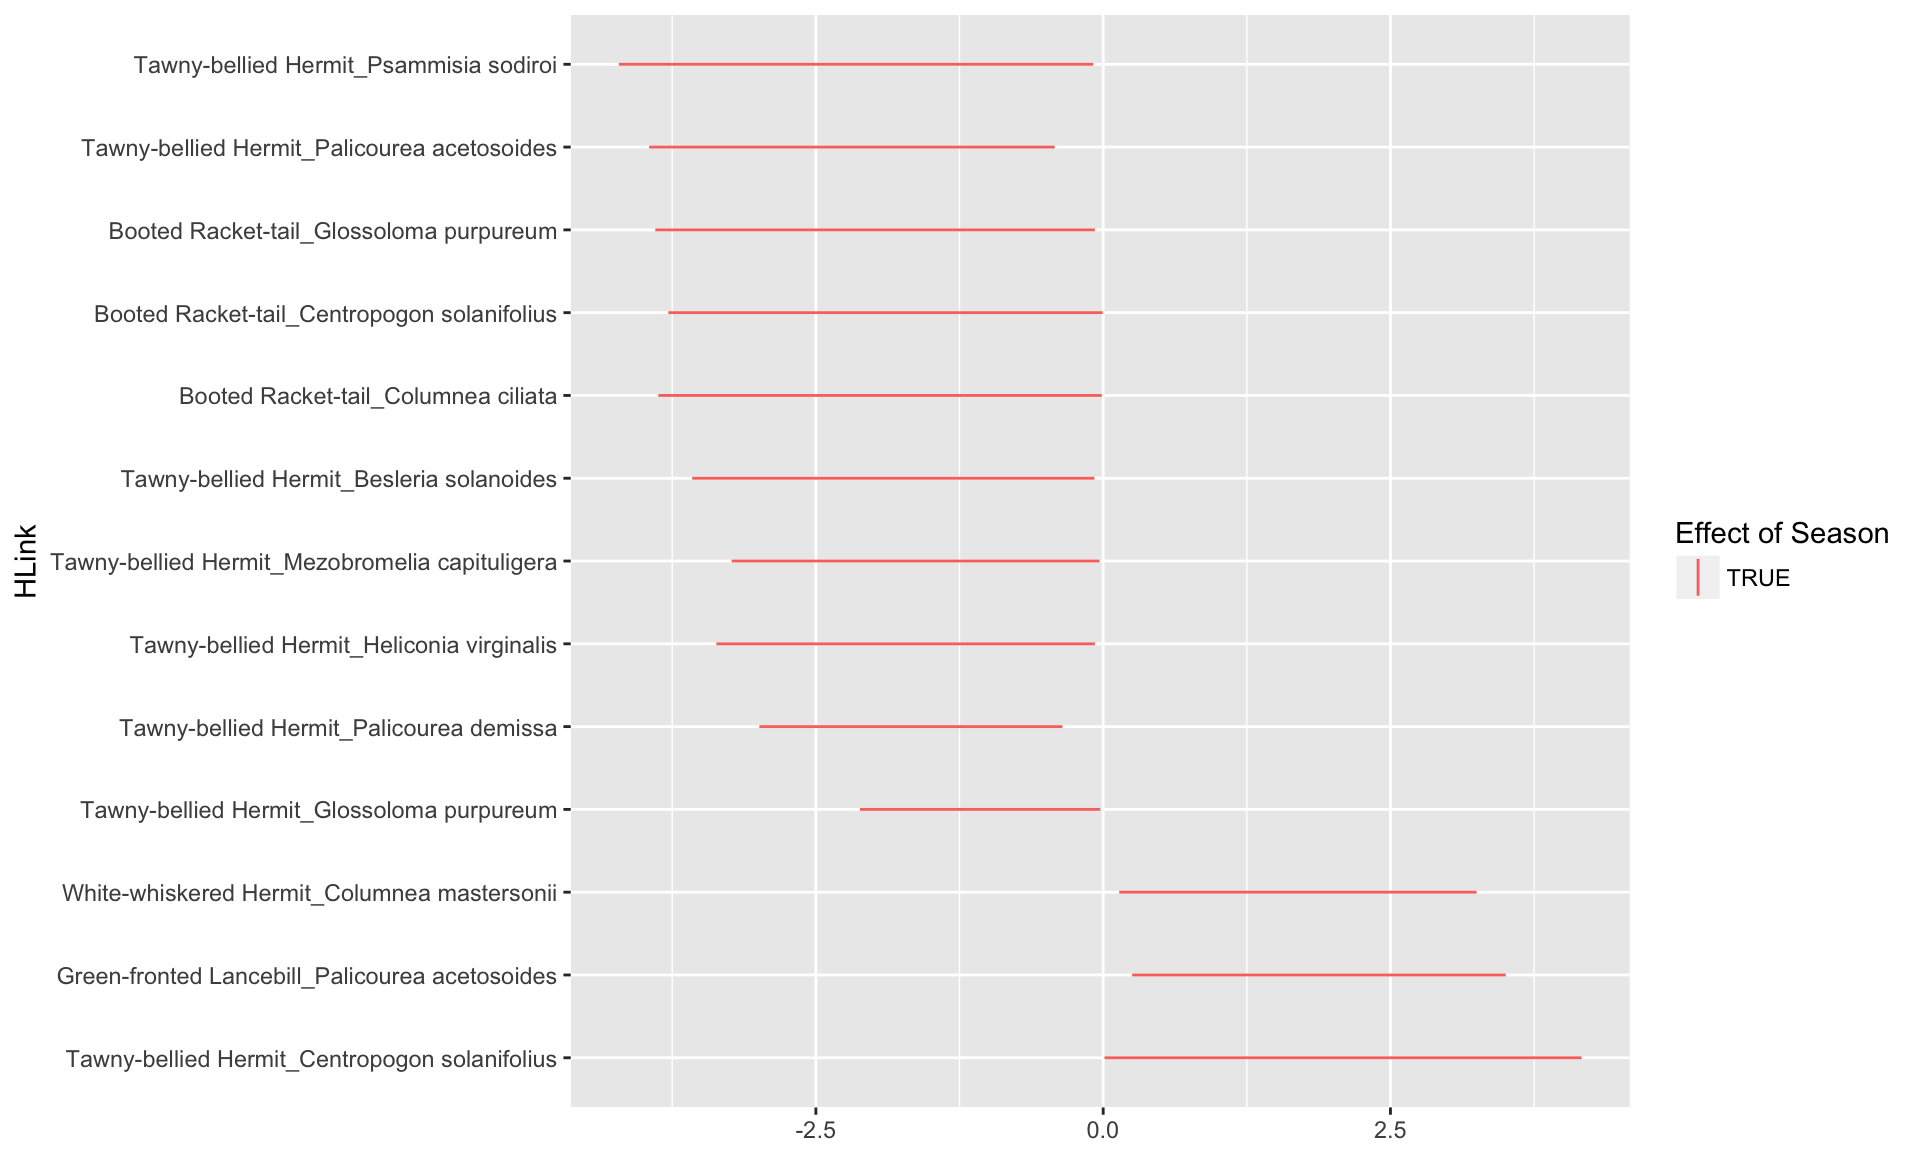 Tawny-bellied Hermit_Psammisia sodiroi
Tawny-bellied Hermit_Palicourea acetosoides
Booted Racket-tail_Glossoloma purpureum
Booted Racket-tail_Centropogon solanifolius
Booted Racket-tail_Columnea ciliata
Tawny-bellied Hermit_Besleria solanoides
Tawny-bellied Hermit_Mezobromelia capituligera
Tawny-bellied Hermit_Heliconia virginalis
Tawny-bellied Hermit_Palicourea demissa
Tawny-bellied Hermit_Glossoloma purpureum
White-whiskered Hermit_Columnea mastersonii
Green-fronted Lancebill_Palicourea acetosoides
Tawny-bellied Hermit_Centropogon solanifolius
HLink
-2.5
0.0
2.5
Effect of Season
TRUE